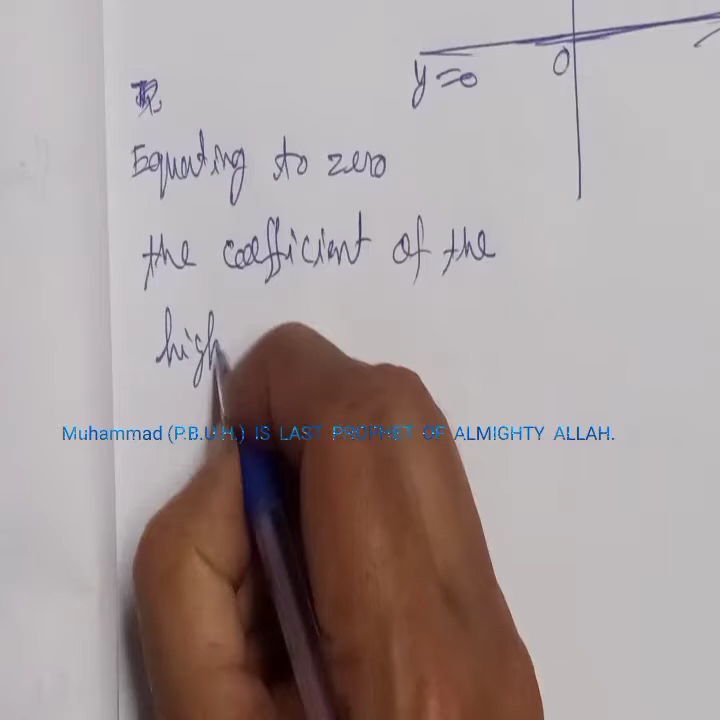 y=0
0
Equating to zero
the coefficient of the
high
Muhammad (P.B.U.H.) IS LAST PROPHET OF ALMIGHTY ALLAH.